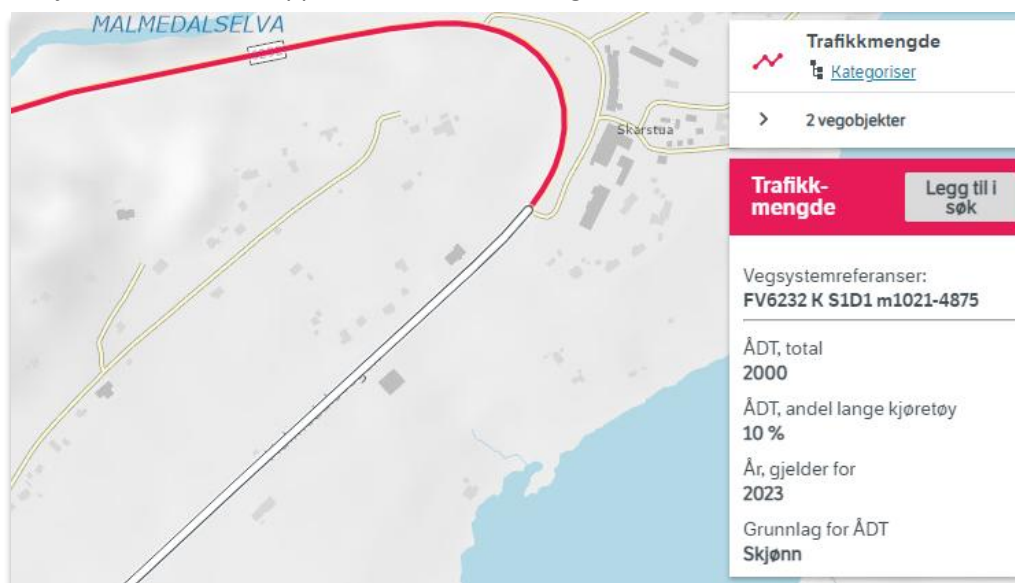 MALMEDALSELVA
Skarstua
Trafikkmengde
Kategoriser
2 vegobjekter
Trafikk-
mengde
Legg til i
søk
Vegsystemreferanser:
FV6232 K S1D1 m1021-4875
ÅDT, total
2000
ÅDT, andel lange kjøretøy
10 %
År, gjelder for
2023
Grunnlag for ÅDT
Skjønn